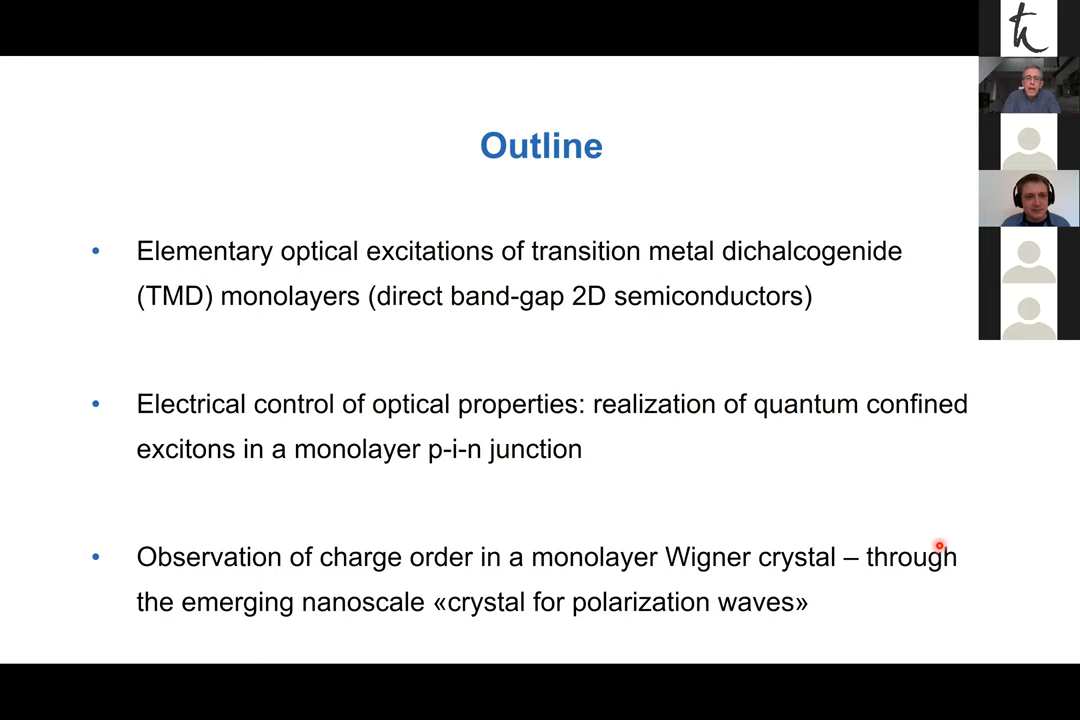 Outline
• Elementary optical excitations of transition metal dichalcogenide
(TMD) monolayers (direct band-gap 2D semiconductors)
• Electrical control of optical properties: realization of quantum confined
excitons in a monolayer p-i-n junction
• Observation of charge order in a monolayer Wigner crystal – through
the emerging nanoscale «crystal for polarization waves»